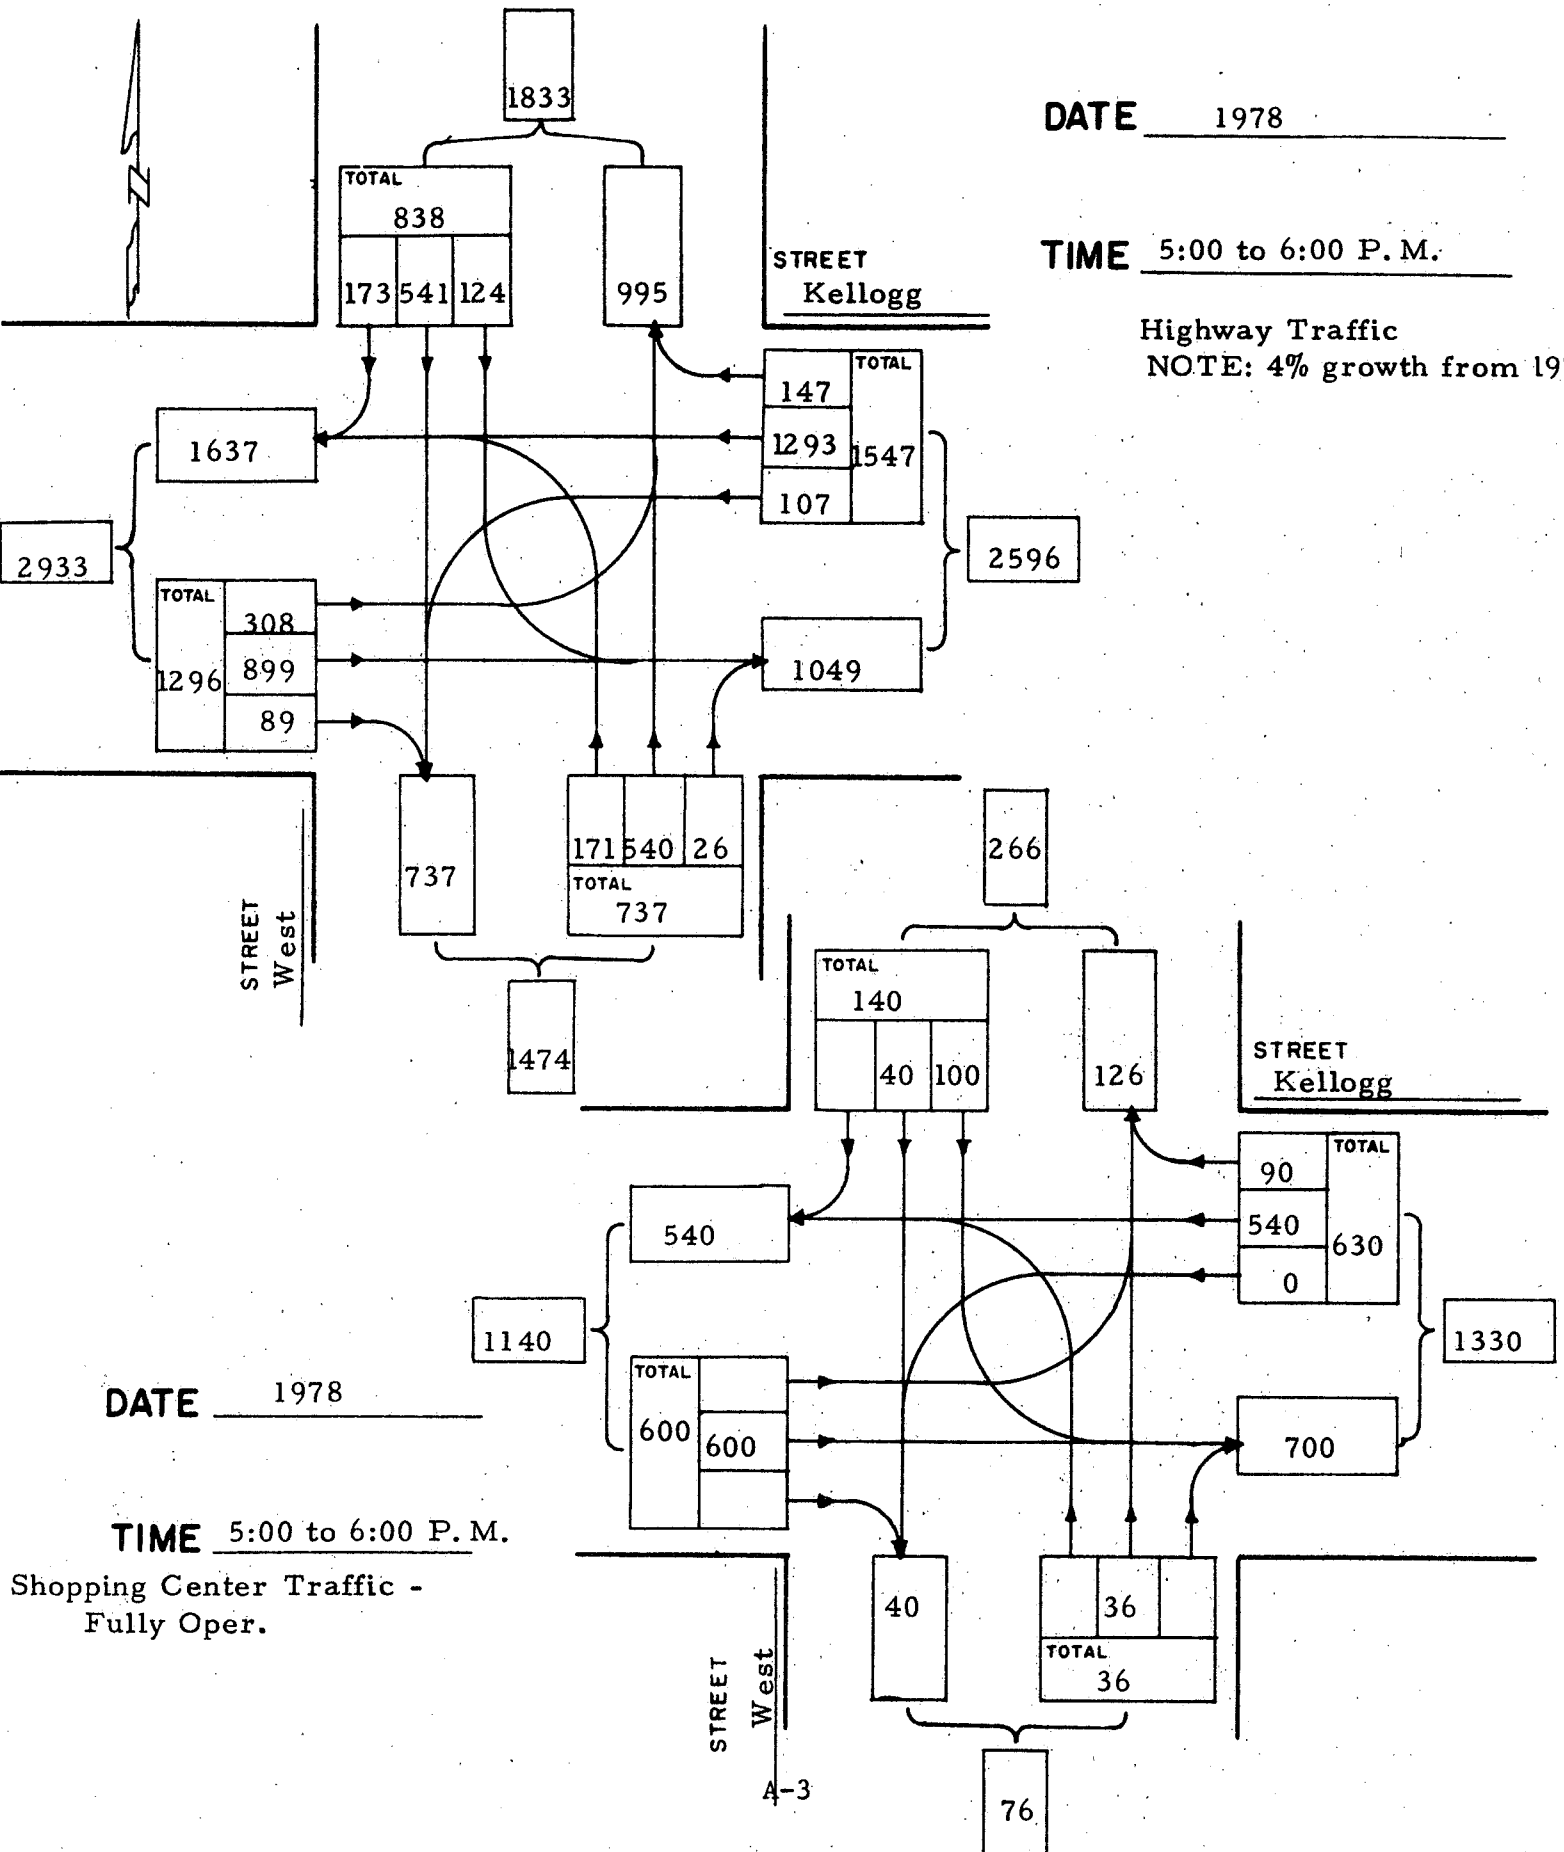 1833
DATE 1978
TOTAL
838
173 541 124
995
STREET
Kellogg
TIME 5:00 to 6:00 P. M.
Highway Traffic
NOTE: 4% growth from 19
147
TOTAL
1293
1547
107
1637
2933
2596
TOTAL
308
1296
899
89
1049
737
171 540 26
TOTAL
737
STREET
West
1474
266
TOTAL
140
40 100
126
STREET
Kellogg
90
TOTAL
540
630
0
540
1140
1330
TOTAL
600
600
700
DATE 1978
TIME 5:00 to 6:00 P. M.
Shopping Center Traffic -
Fully Oper.
40
36
TOTAL
36
STREET
West
76
A-3
N